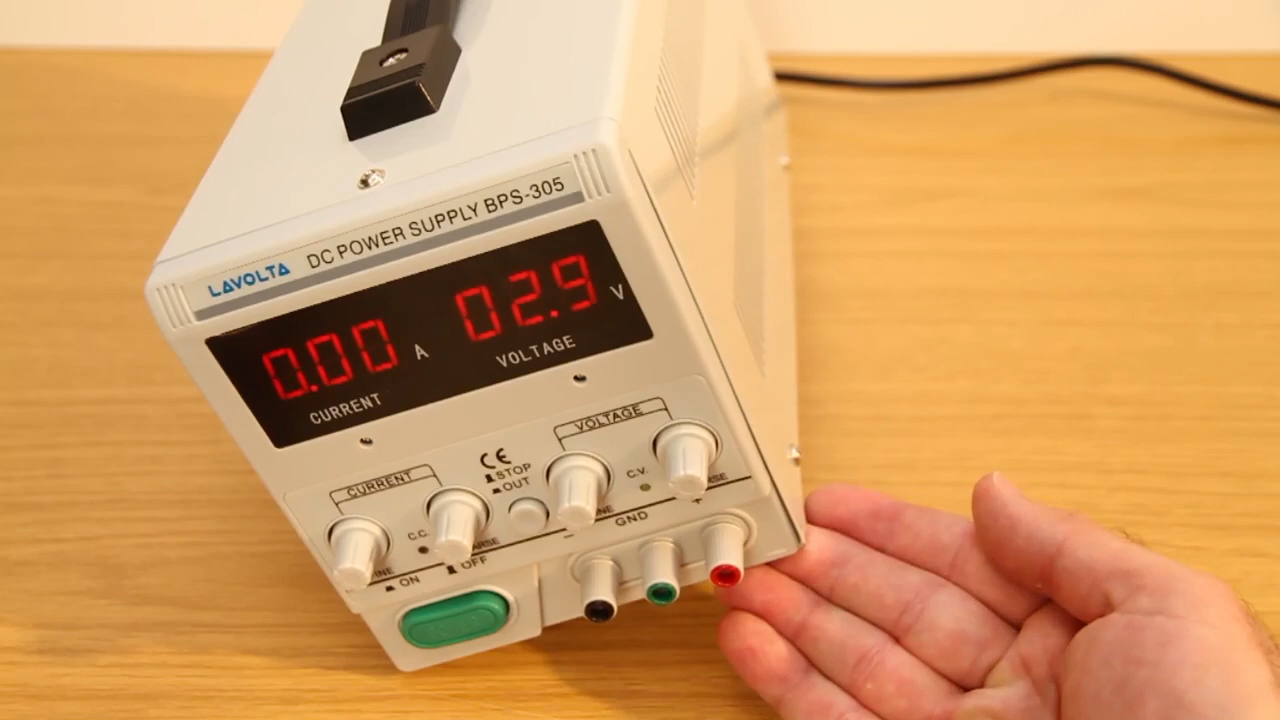 LAVOLTA DC POWER SUPPLY BPS-305
0.00 A 02.9 V
CURRENT VOLTAGE
CURRENT CE VOLTAGE
STOP
OUT
C.C. C.V.
GND +
−
ON OFF